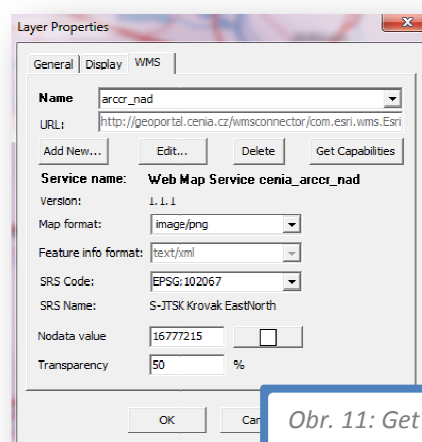 Layer Properties
x
General Display WMS
Name arccr_nad
URL: http://geoportal.cenia.cz/wmsconnector/com.esri.wms.Esri
Add New... Edit... Delete Get Capabilities
Service name: Web Map Service cenia_arccr_nad
Version: 1.1.1
Map format: image/png
Feature info format: text/xml
SRS Code: EPSG:102067
SRS Name: S-JTSK Krovak EastNorth
Nodata value 16777215
Transparency 50 %
OK Can
Obr. 11: Get